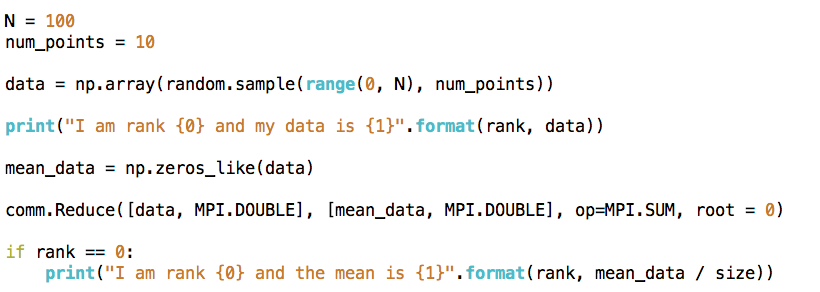 N = 100
num_points = 10
data = np.array(random.sample(range(0, N), num_points))
print("I am rank {0} and my data is {1}".format(rank, data))
mean_data = np.zeros_like(data)
comm.Reduce([data, MPI.DOUBLE], [mean_data, MPI.DOUBLE], op=MPI.SUM, root = 0)
if rank == 0:
    print("I am rank {0} and the mean is {1}".format(rank, mean_data / size))